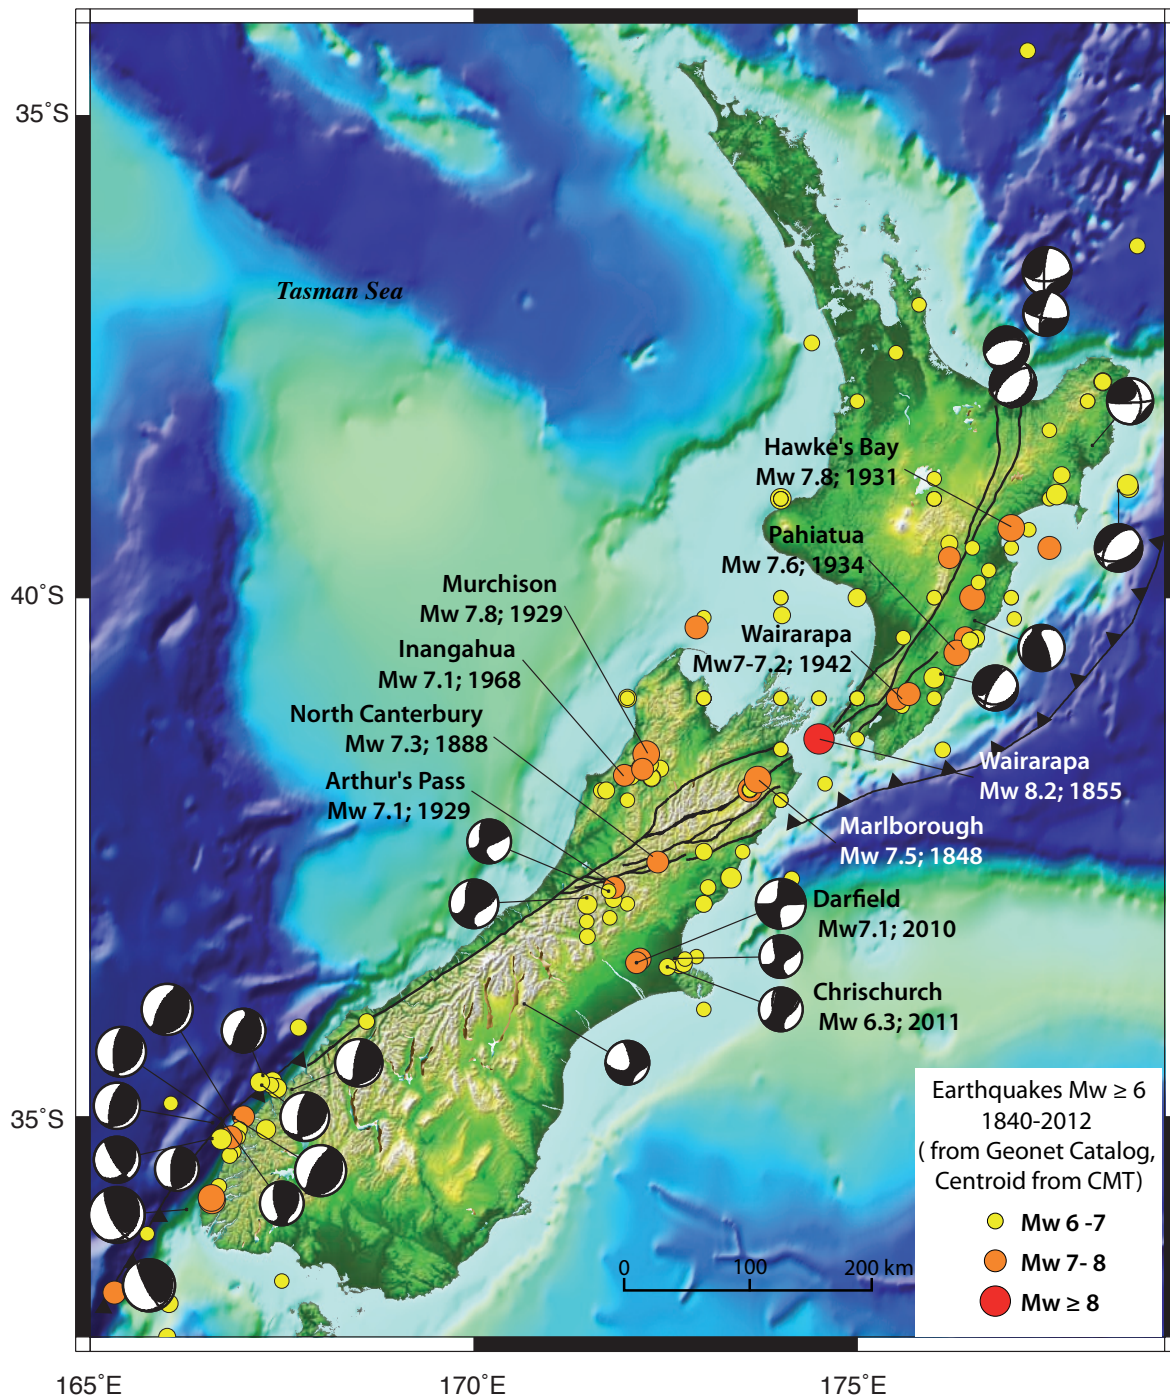 35˚S
Tasman Sea
Hawke's Bay
Mw 7.8; 1931
Pahiatua
Mw 7.6; 1934
40˚S
Murchison
Mw 7.8; 1929
Wairarapa
Mw7-7.2; 1942
Inangahua
Mw 7.1; 1968
North Canterbury
Mw 7.3; 1888
Arthur's Pass
Mw 7.1; 1929
Wairarapa
Mw 8.2; 1855
Marlborough
Mw 7.5; 1848
Darfield
Mw7.1; 2010
Chrischurch
Mw 6.3; 2011
35˚S
Earthquakes Mw ≥ 6
1840-2012
( from Geonet Catalog,
Centroid from CMT)
Mw 6 -7
Mw 7- 8
Mw ≥ 8
0 100 200 km
165˚E 170˚E 175˚E